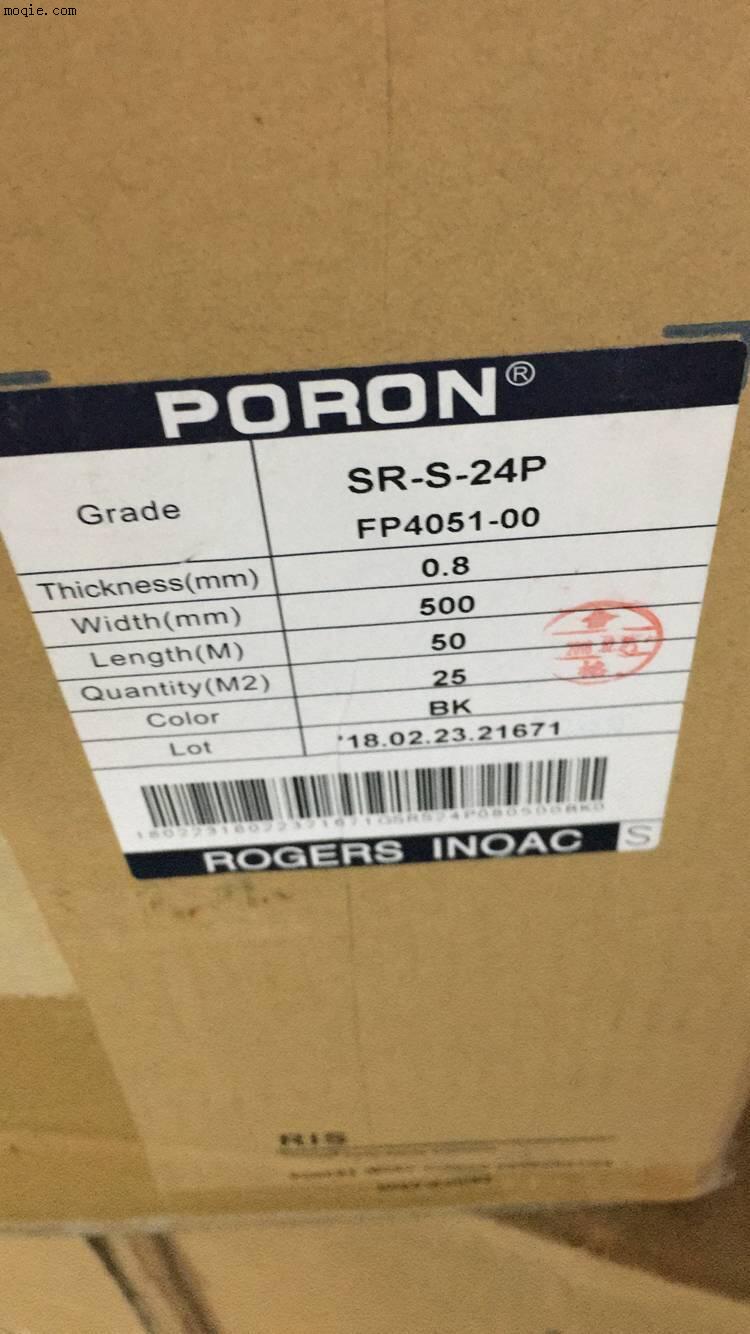 moqie.com
PORON®
Grade
SR-S-24P
FP4051-00
Thickness(mm) 0.8
Width(mm) 500
Length(M) 50
Quantity(M2) 25
Color BK
Lot '18.02.23.21671
ROGERS INOAC S
RIS